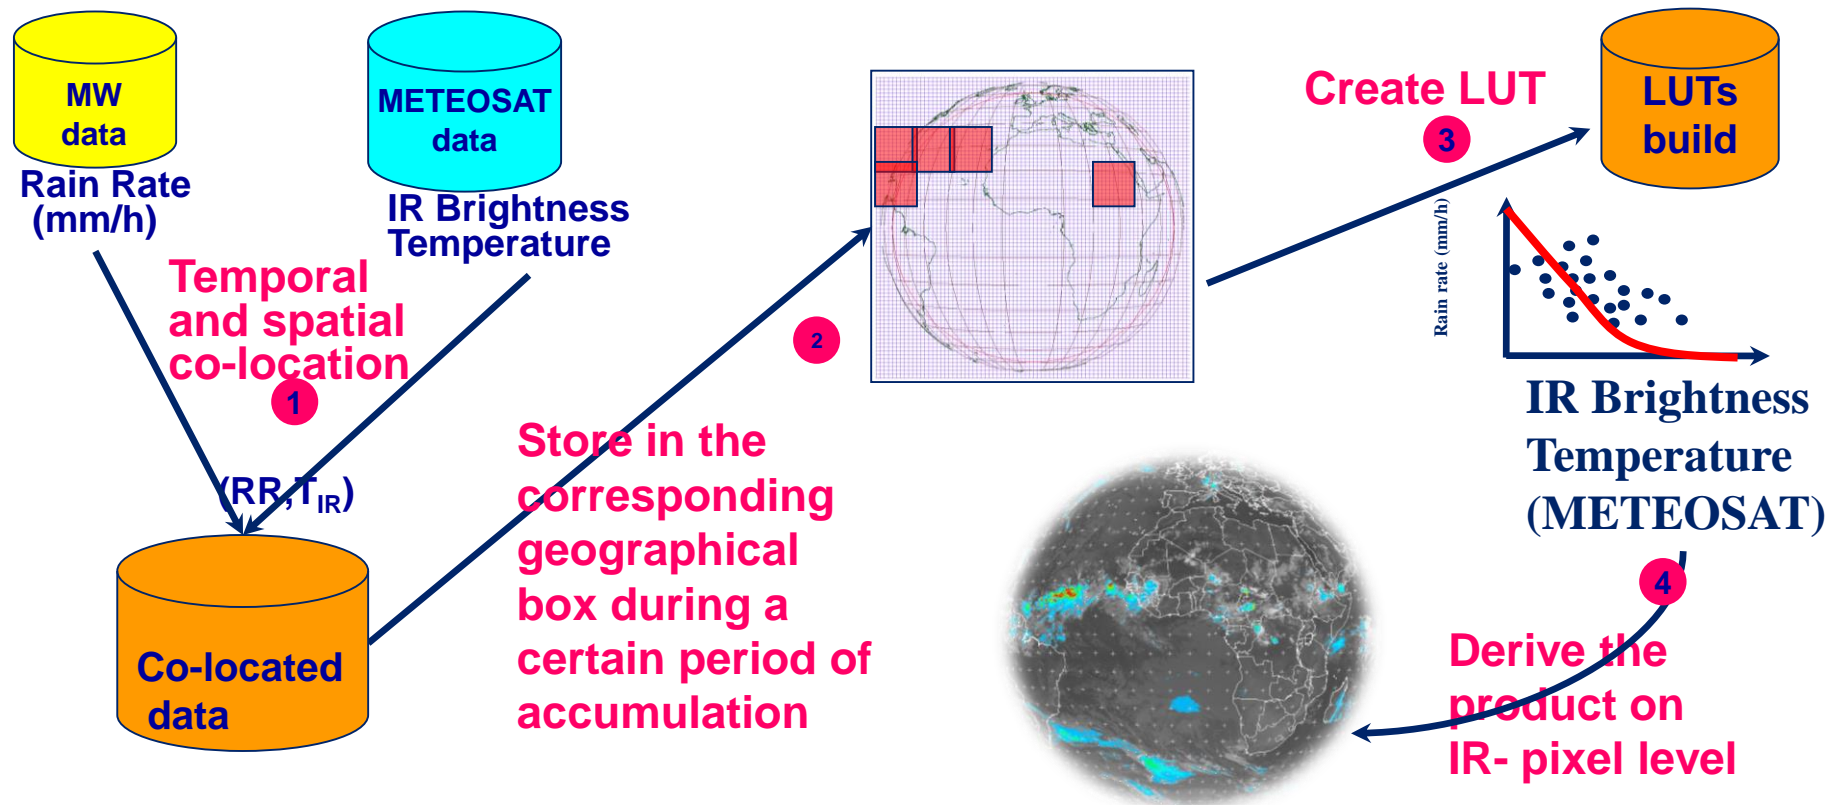 MW
data
Rain Rate
(mm/h)
METEOSAT
data
IR Brightness
Temperature
Temporal
and spatial
co-location
1
(RR,T_IR)
Co-located
data
2
Store in the
corresponding
geographical
box during a
certain period of
accumulation
Create LUT
3
LUTs
build
Rain rate (mm/h)
IR Brightness
Temperature
(METEOSAT)
4
Derive the
product on
IR- pixel level